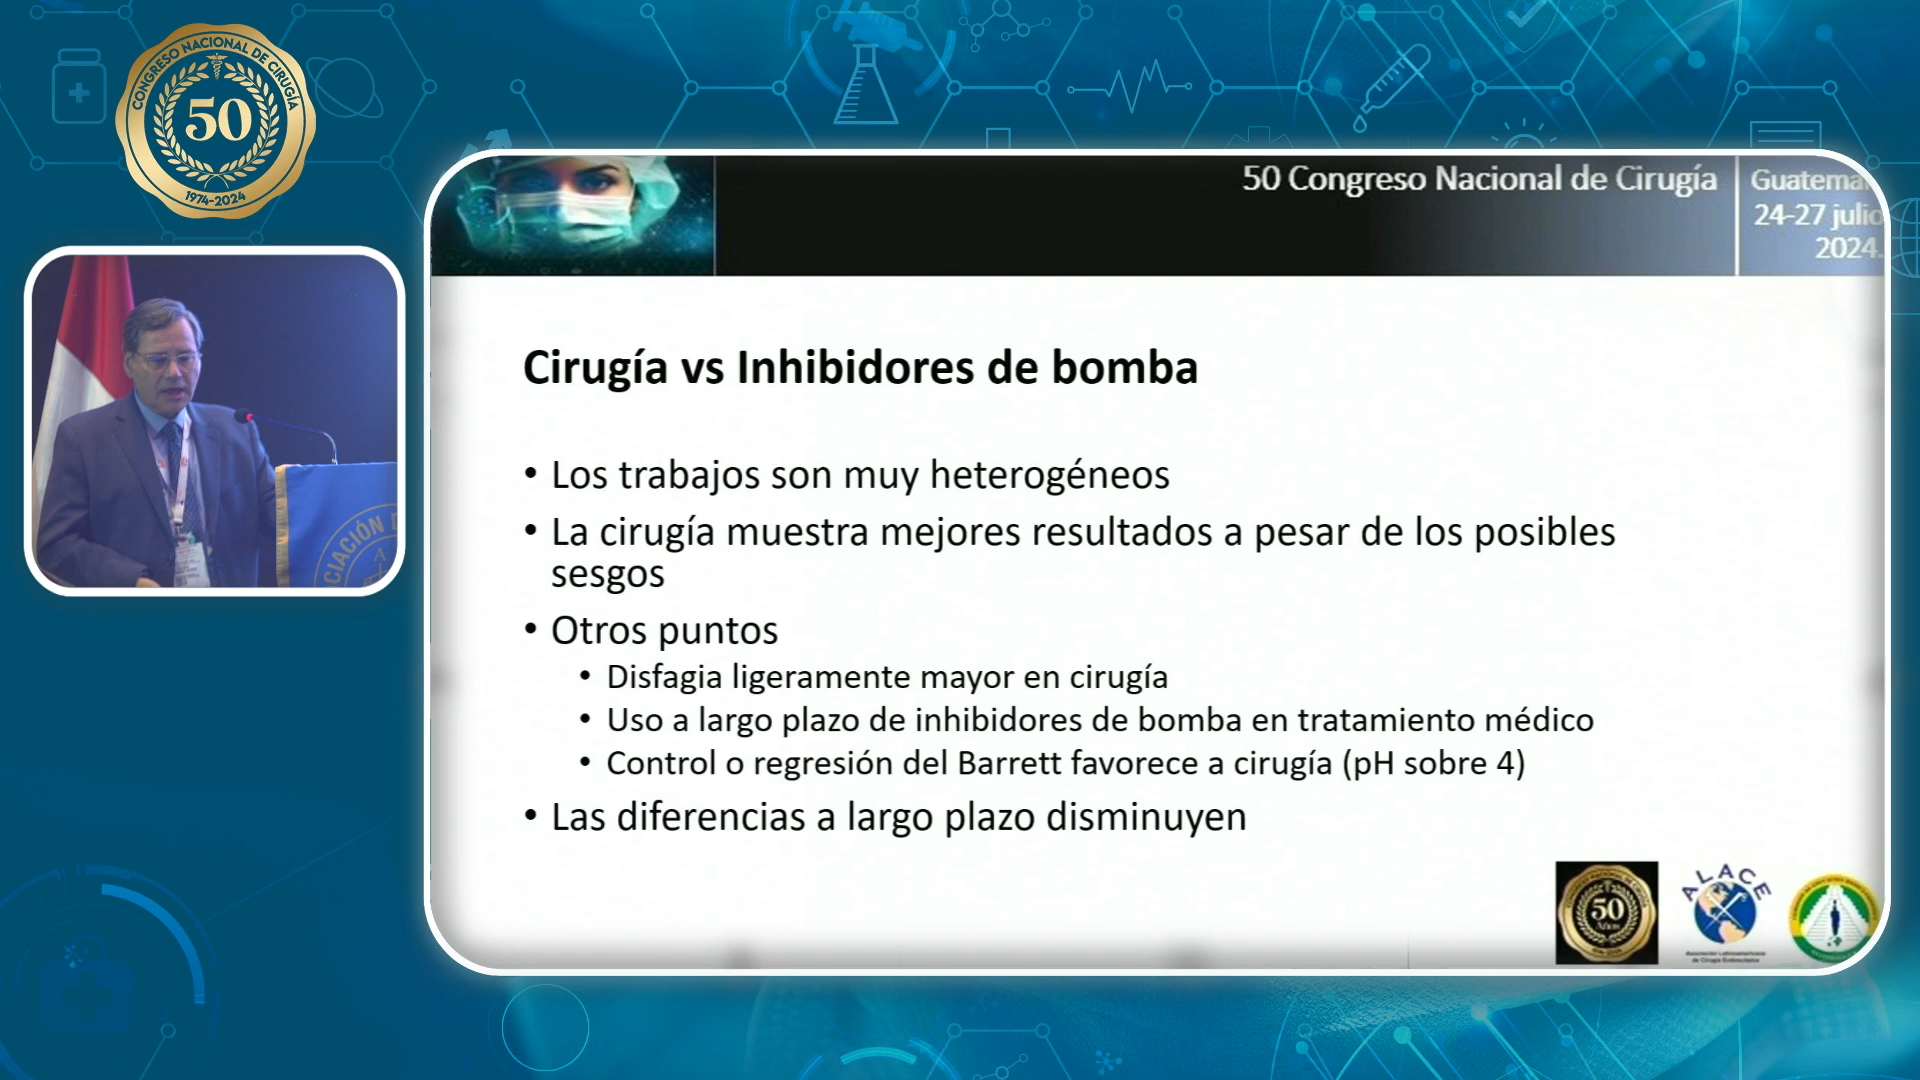 CONGRESO NACIONAL DE CIRUGÍA
50
1974-2024
50 Congreso Nacional de Cirugía
24-27 julio
2024.
Cirugía vs Inhibidores de bomba
• Los trabajos son muy heterogéneos
• La cirugía muestra mejores resultados a pesar de los posibles
sesgos
• Otros puntos
• Disfagia ligeramente mayor en cirugía
• Uso a largo plazo de inhibidores de bomba en tratamiento médico
• Control o regresión del Barrett favorece a cirugía (pH sobre 4)
• Las diferencias a largo plazo disminuyen
50
Años
ALACE